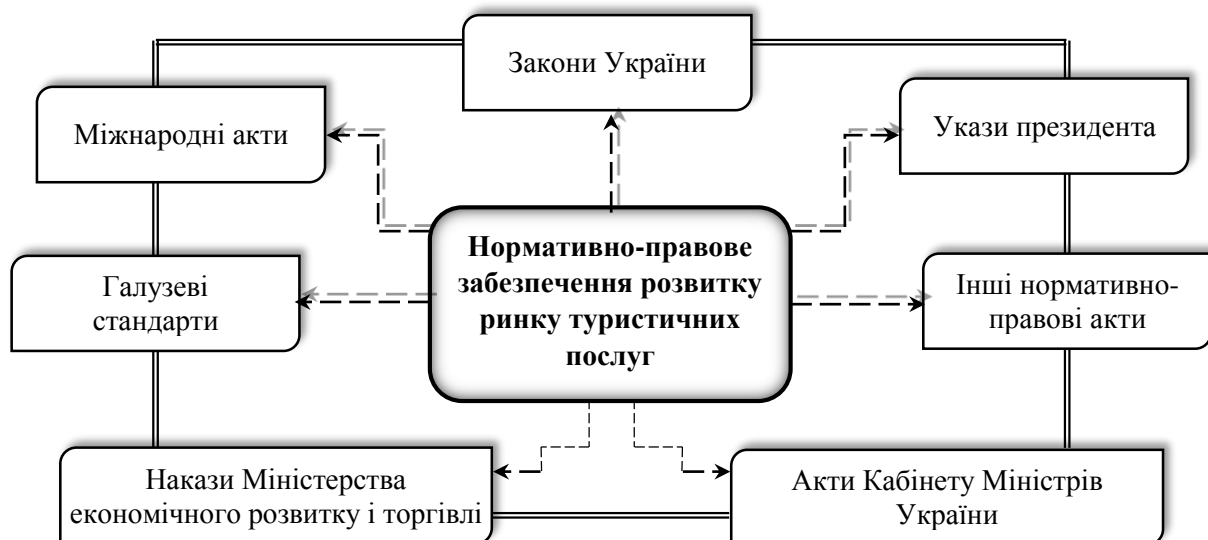 Закони України
Міжнародні акти
Укази президента
Нормативно-правове
забезпечення розвитку
ринку туристичних
послуг
Галузеві
стандарти
Інші нормативно-
правові акти
Накази Міністерства
економічного розвитку і торгівлі
Акти Кабінету Міністрів
України